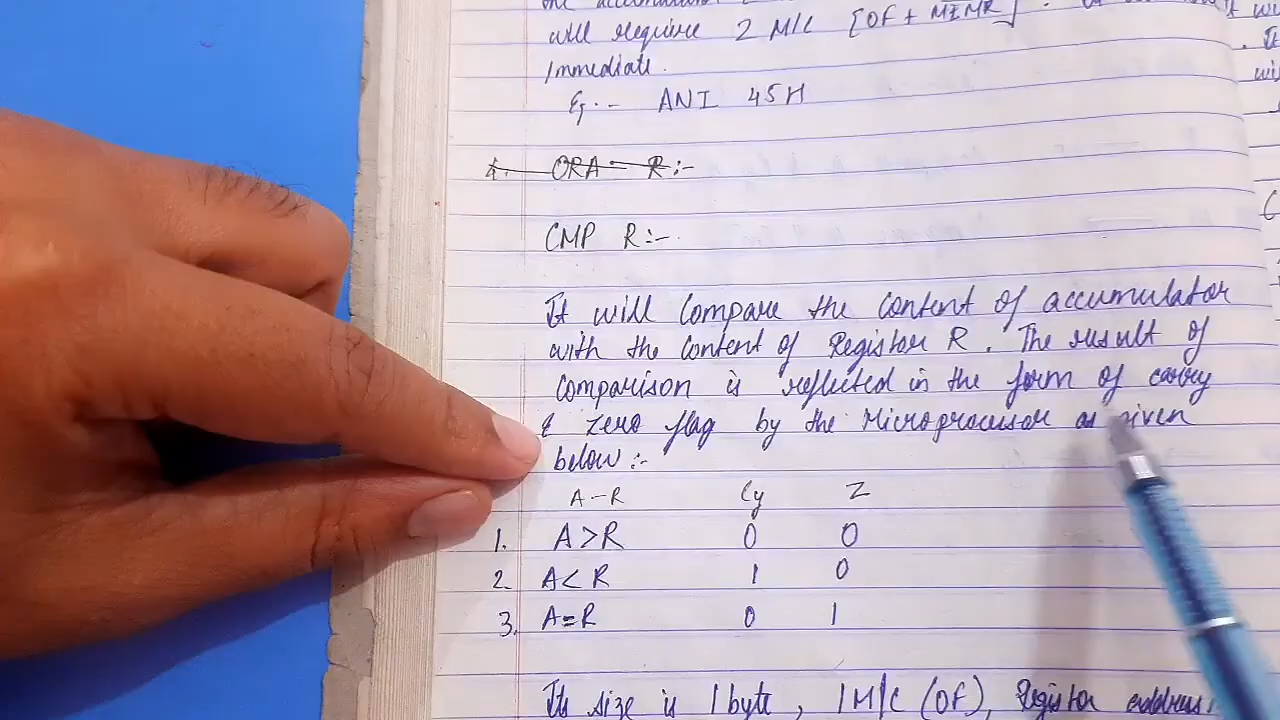 the accumulator
will require 2 M/C [OF + MIMR]
Immediate.
Eg.- ANI 45H
4. ORA R:-
CMP R:-
It will compare the content of accumulator
with the content of Register R. The result of
comparison is reflected in the form of carry
& zero flag by the Microprocessor as given
below:-
A-R Cy Z
1. A>R 0 0
2. A<R 1 0
3. A=R 0 1
Its size is 1 byte, 1 M/C (OF), Register